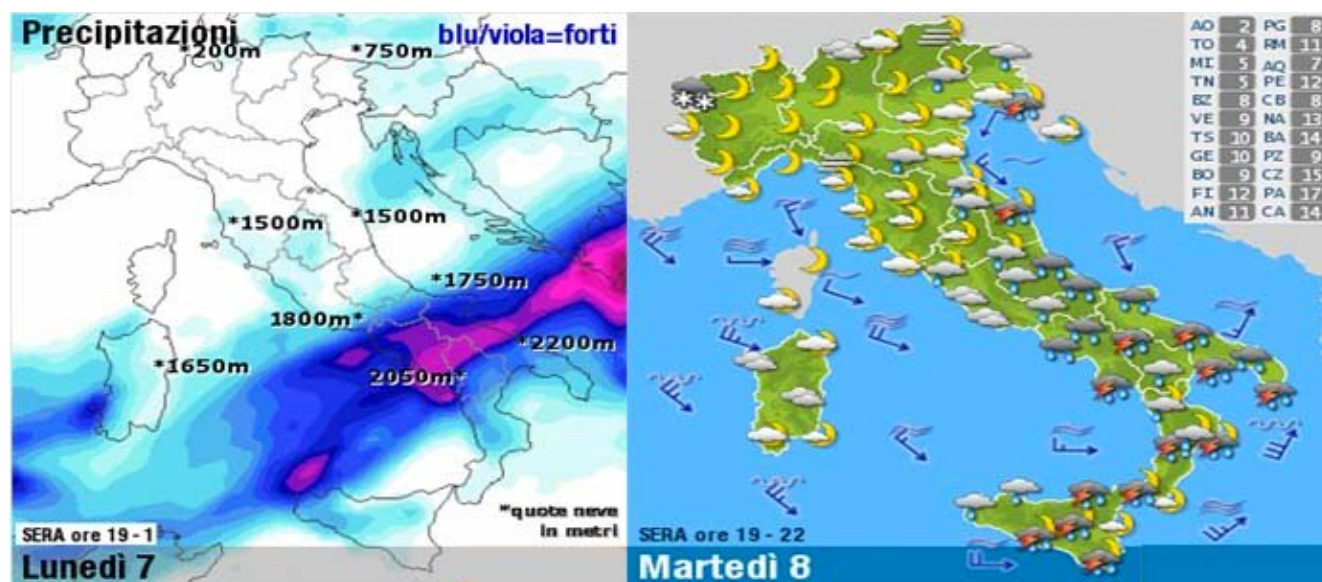 Precipitazioni
blu/viola=forti
*200m
*750m
*1500m
*1500m
*1750m
1800m*
*2200m
*1650m
2050m*
*quote neve
in metri
SERA ore 19 - 1
Lunedì 7
AO 2 PG 8
TO 4 RM 11
MI 5 AQ 7
TN 5 PE 12
BZ 8 CB 8
VE 9 NA 13
TS 10 BA 14
GE 10 PZ 9
BO 9 CZ 15
FI 12 PA 17
AN 11 CA 14
SERA ore 19 - 22
Martedì 8